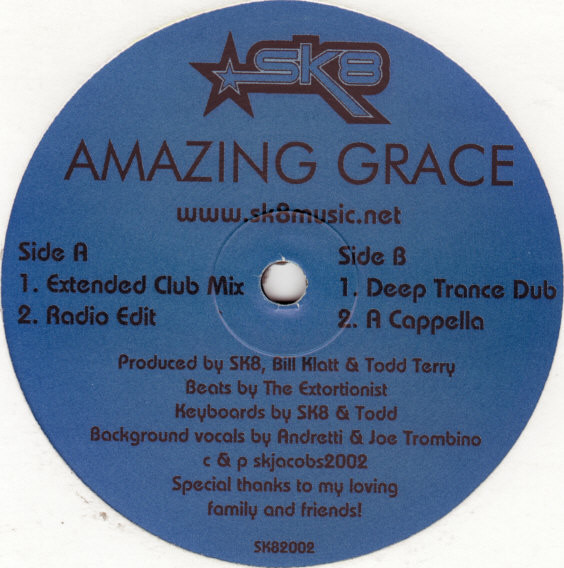 SK8
AMAZING GRACE
www.sk8music.net
Side A
1. Extended Club Mix
2. Radio Edit
Side B
1. Deep Trance Dub
2. A Cappella
Produced by SK8, Bill Klatt & Todd Terry
Beats by The Extortionist
Keyboards by SK8 & Todd
Background vocals by Andretti & Joe Trombino
c & p skjacobs2002
Special thanks to my loving
family and friends!
SK82002